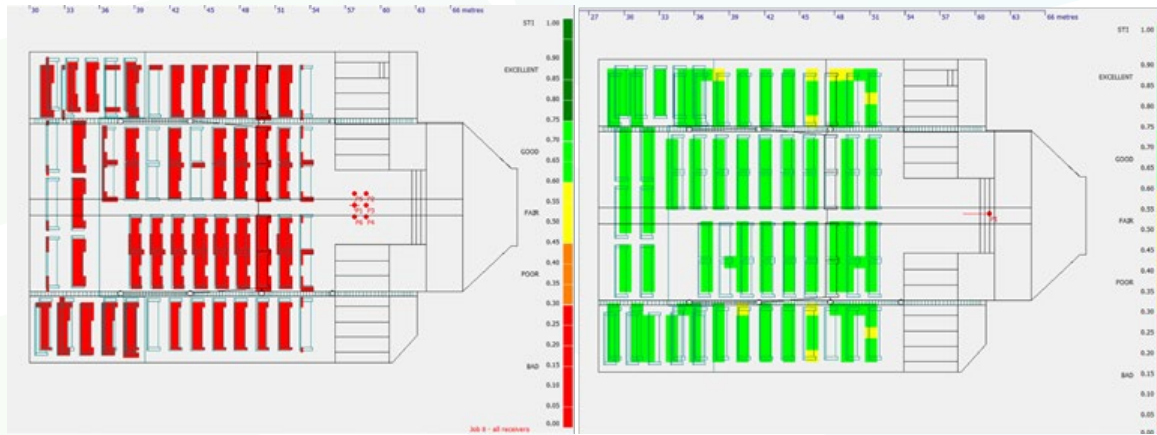 30 33 36 39 42 45 48 51 54 57 60 63 66 metres
STI 1.00
0.95
0.90
EXCELLENT
0.85
0.80
0.75
0.70
GOOD
0.65
0.60
0.55
FAIR
0.50
0.45
0.40
POOR
0.35
0.30
0.25
0.20
BAD
0.15
0.10
0.05
0.00
Job 6 - all receivers
27 30 33 36 39 42 45 48 51 54 57 60 63 66 metres
STI 1.00
0.95
0.90
EXCELLENT
0.85
0.80
0.75
0.70
GOOD
0.65
0.60
0.55
FAIR
0.50
0.45
0.40
POOR
0.35
0.30
0.25
0.20
BAD
0.15
0.10
0.05
0.00